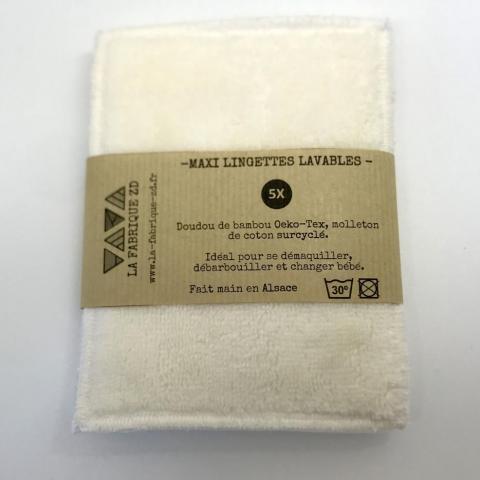 -MAXI LINGETTES LAVABLES -
5X
Doudou de bambou Oeko-Tex, molleton
de coton surcyclé.
Idéal pour se démaquiller,
débarbouiller et changer bébé.
Fait main en Alsace
30°
LA FABRIQUE ZD
www.la-fabrique-zd.fr